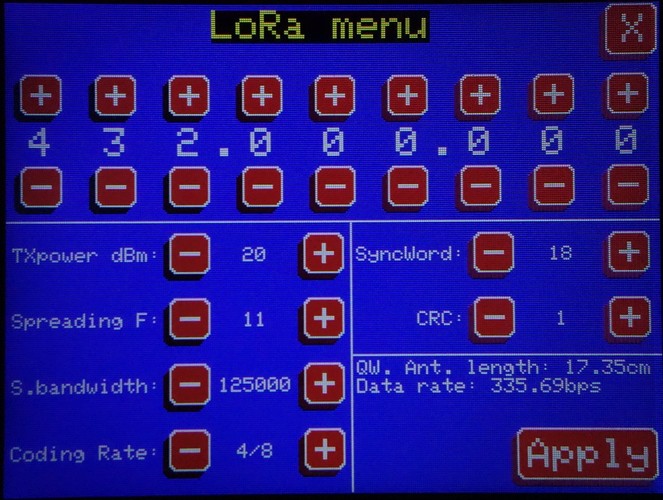 LoRa menu X
+ + + + + + + + +
4 3 2.0 0 0.0 0 0
- - - - - - - - -
TXpower dBm: - 20 +
Spreading F: - 11 +
S.bandwidth: - 125000 +
Coding Rate: - 4/8 +
SyncWord: - 18 +
CRC: - 1 +
QW. Ant. length: 17.35cm
Data rate: 335.69bps
Apply